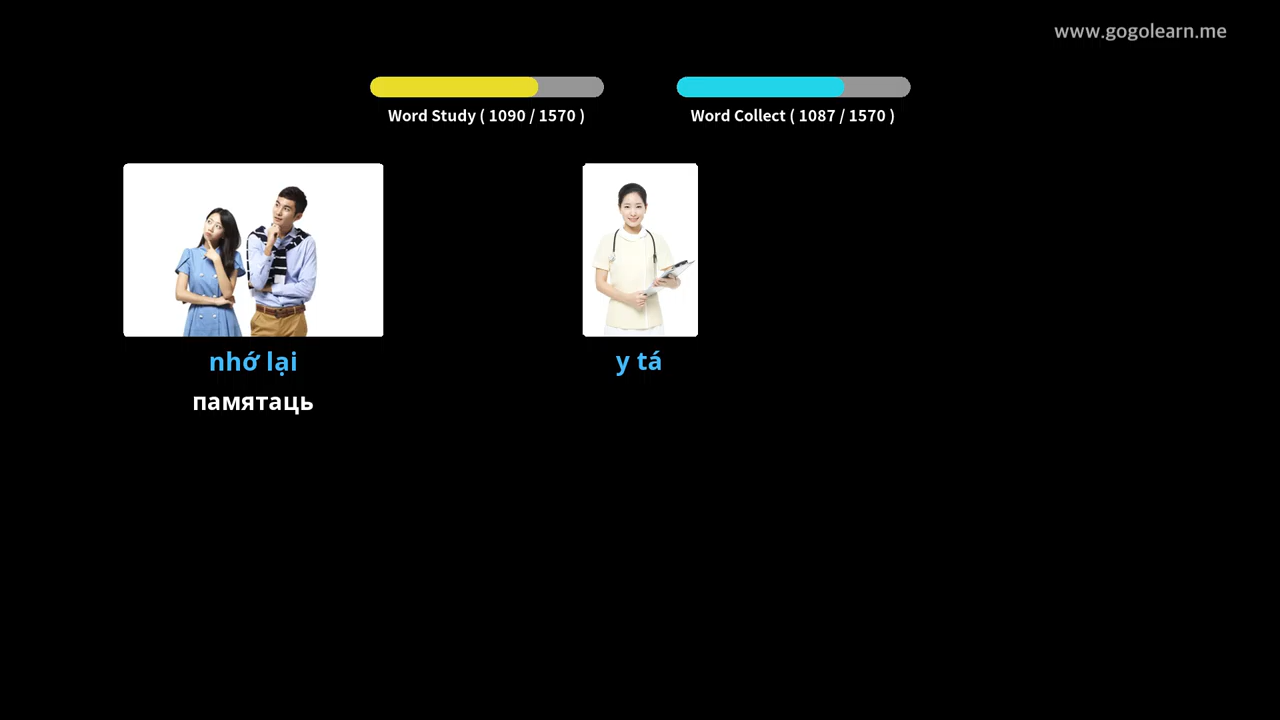 www.gogolearn.me
Word Study ( 1090 / 1570 )
Word Collect ( 1087 / 1570 )
nhớ lại
памятаць
y tá